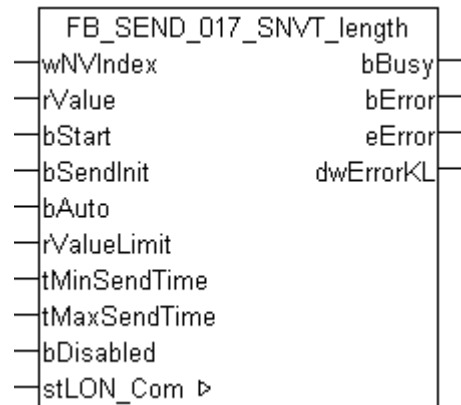 FB_SEND_017_SNVT_length
wNVIndex bBusy
rValue bError
bStart eError
bSendInit dwErrorKL
bAuto
rValueLimit
tMinSendTime
tMaxSendTime
bDisabled
stLON_Com ▷